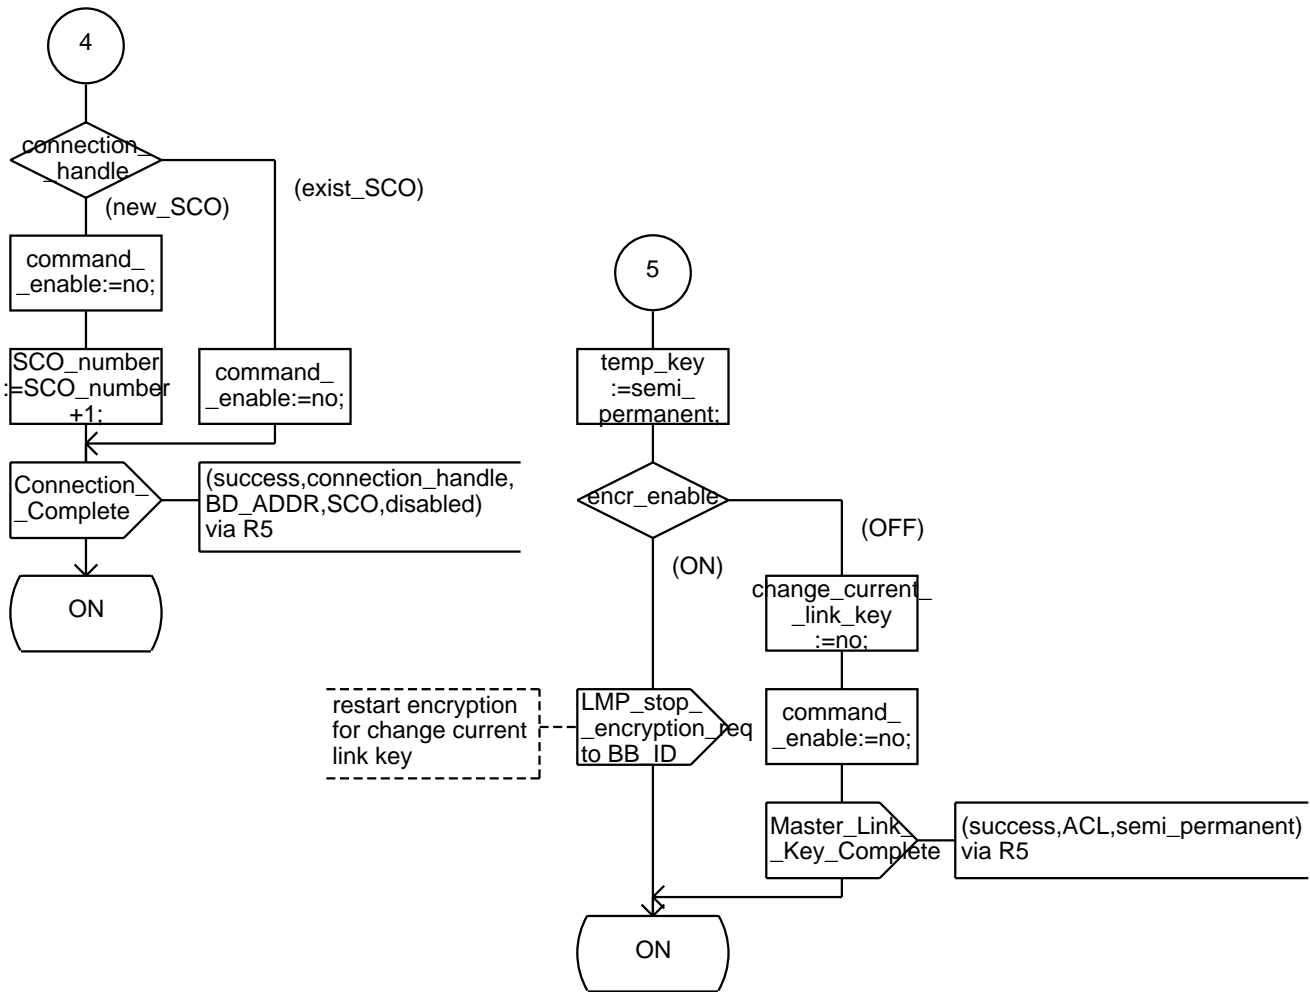 4
connection_
_handle
(new_SCO)
(exist_SCO)
command_
_enable:=no;
SCO_number
:=SCO_number
+1;
command_
_enable:=no;
Connection_
_Complete
(success,connection_handle,
BD_ADDR,SCO,disabled)
via R5
ON
5
temp_key
:=semi_
_permanent;
encr_enable
(ON)
(OFF)
change_current_
_link_key
:=no;
restart encryption
for change current
link key
LMP_stop_
_encryption_req
to BB_ID
command_
_enable:=no;
Master_Link_
_Key_Complete
(success,ACL,semi_permanent)
via R5
ON